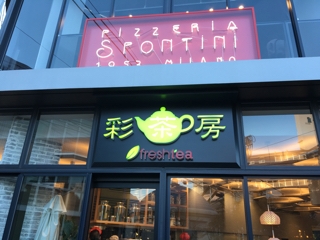 PIZZERIA
SPONTINI
1953 MILANO
彩茶房
freshtea